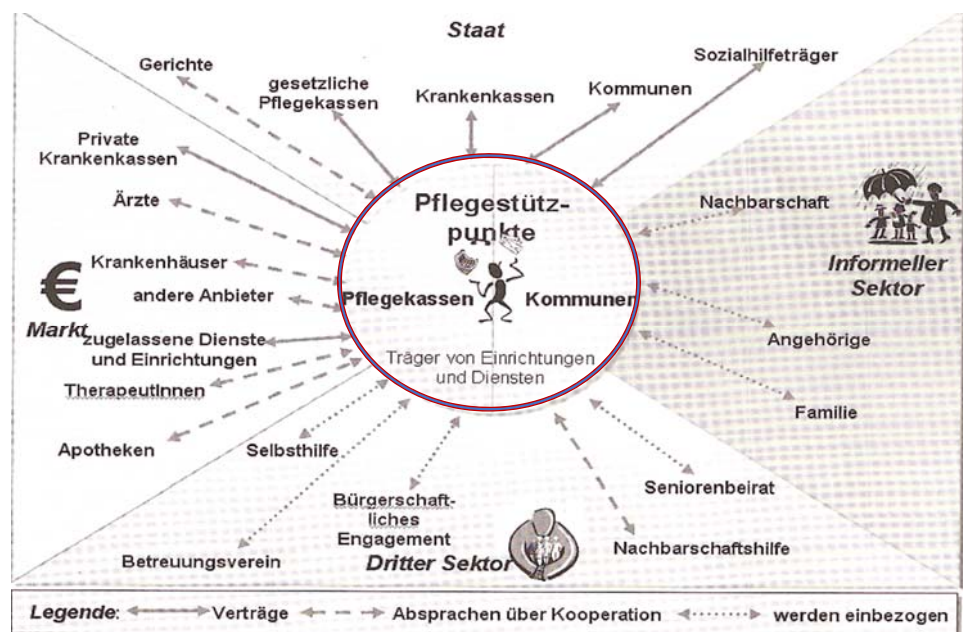 Staat
Gerichte
gesetzliche
Pflegekassen
Krankenkassen
Kommunen
Sozialhilfeträger
Private
Krankenkassen
Ärzte
Krankenhäuser
andere Anbieter
€
Markt
zugelassene Dienste
und Einrichtungen
TherapeutInnen
Apotheken
Pflegestütz-
punkte
Pflegekassen
Kommunen
Träger von Einrichtungen
und Diensten
Nachbarschaft
Informeller
Sektor
Angehörige
Familie
Selbsthilfe
Betreuungsverein
Bürgerschaft-
liches
Engagement
Dritter Sektor
Seniorenbeirat
Nachbarschaftshilfe
Legende: Verträge Absprachen über Kooperation werden einbezogen